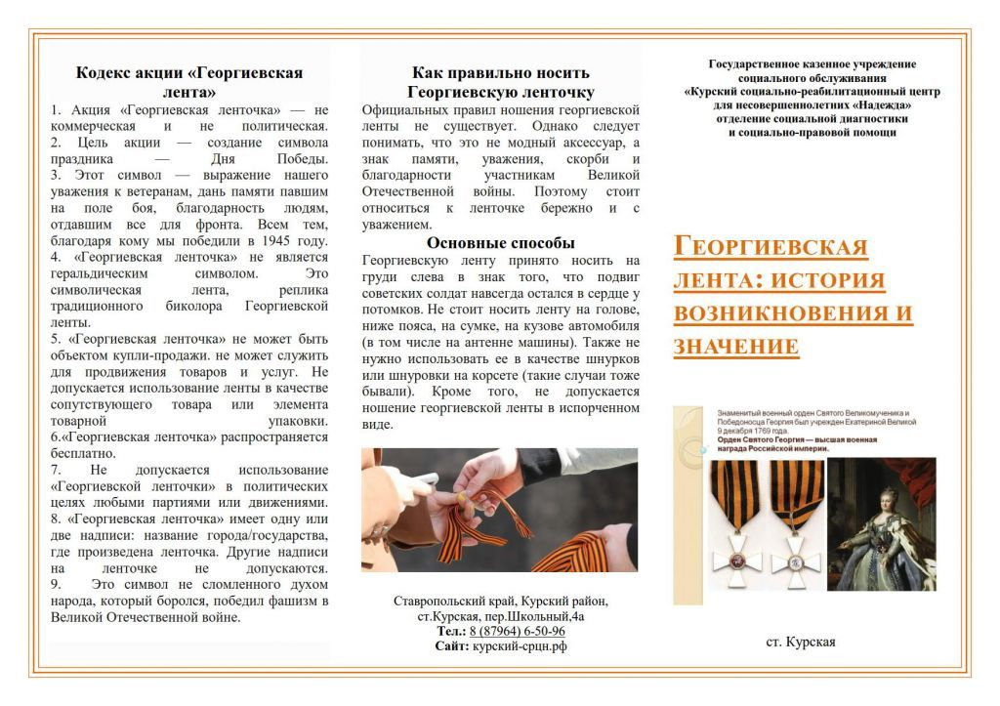 Кодекс акции «Георгиевская
лента»
1. Акция «Георгиевская ленточка» — не
коммерческая и не политическая.
2. Цель акции — создание символа
праздника — Дня Победы.
3. Этот символ — выражение нашего
уважения к ветеранам, дань памяти павшим
на поле боя, благодарность людям,
отдавшим все для фронта. Всем тем,
благодаря кому мы победили в 1945 году.
4. «Георгиевская ленточка» не является
геральдическим символом. Это
символическая лента, реплика
традиционного биколора Георгиевской
ленты.
5. «Георгиевская ленточка» не может быть
объектом купли-продажи. не может служить
для продвижения товаров и услуг. Не
допускается использование ленты в качестве
сопутствующего товара или элемента
товарной упаковки.
6.«Георгиевская ленточка» распространяется
бесплатно.
7. Не допускается использование
«Георгиевской ленточки» в политических
целях любыми партиями или движениями.
8. «Георгиевская ленточка» имеет одну или
две надписи: название города/государства,
где произведена ленточка. Другие надписи
на ленточке не допускаются.
9. Это символ не сломленного духом
народа, который боролся, победил фашизм в
Великой Отечественной войне.
Как правильно носить
Георгиевскую ленточку
Официальных правил ношения георгиевской
ленты не существует. Однако следует
понимать, что это не модный аксессуар, а
знак памяти, уважения, скорби и
благодарности участникам Великой
Отечественной войны. Поэтому стоит
относиться к ленточке бережно и с
уважением.
Основные способы
Георгиевскую ленту принято носить на
груди слева в знак того, что подвиг
советских солдат навсегда остался в сердце у
потомков. Не стоит носить ленту на голове,
ниже пояса, на сумке, на кузове автомобиля
(в том числе на антенне машины). Также не
нужно использовать ее в качестве шнурков
или шнуровки на корсете (такие случаи тоже
бывали). Кроме того, не допускается
ношение георгиевской ленты в испорченном
виде.
Ставропольский край, Курский район,
ст.Курская, пер.Школьный,4а
Тел.: 8 (87964) 6-50-96
Сайт: курский-срцн.рф
Государственное казенное учреждение
социального обслуживания
«Курский социально-реабилитационный центр
для несовершеннолетних «Надежда»
отделение социальной диагностики
и социально-правовой помощи
Георгиевская
лента: история
возникновения и
значение
Знаменитый военный орден Святого Великомученика и
Победоносца Георгия был учрежден Екатериной Великой
9 декабря 1769 года.
Орден Святого Георгия — высшая военная
награда Российской империи.
ст. Курская